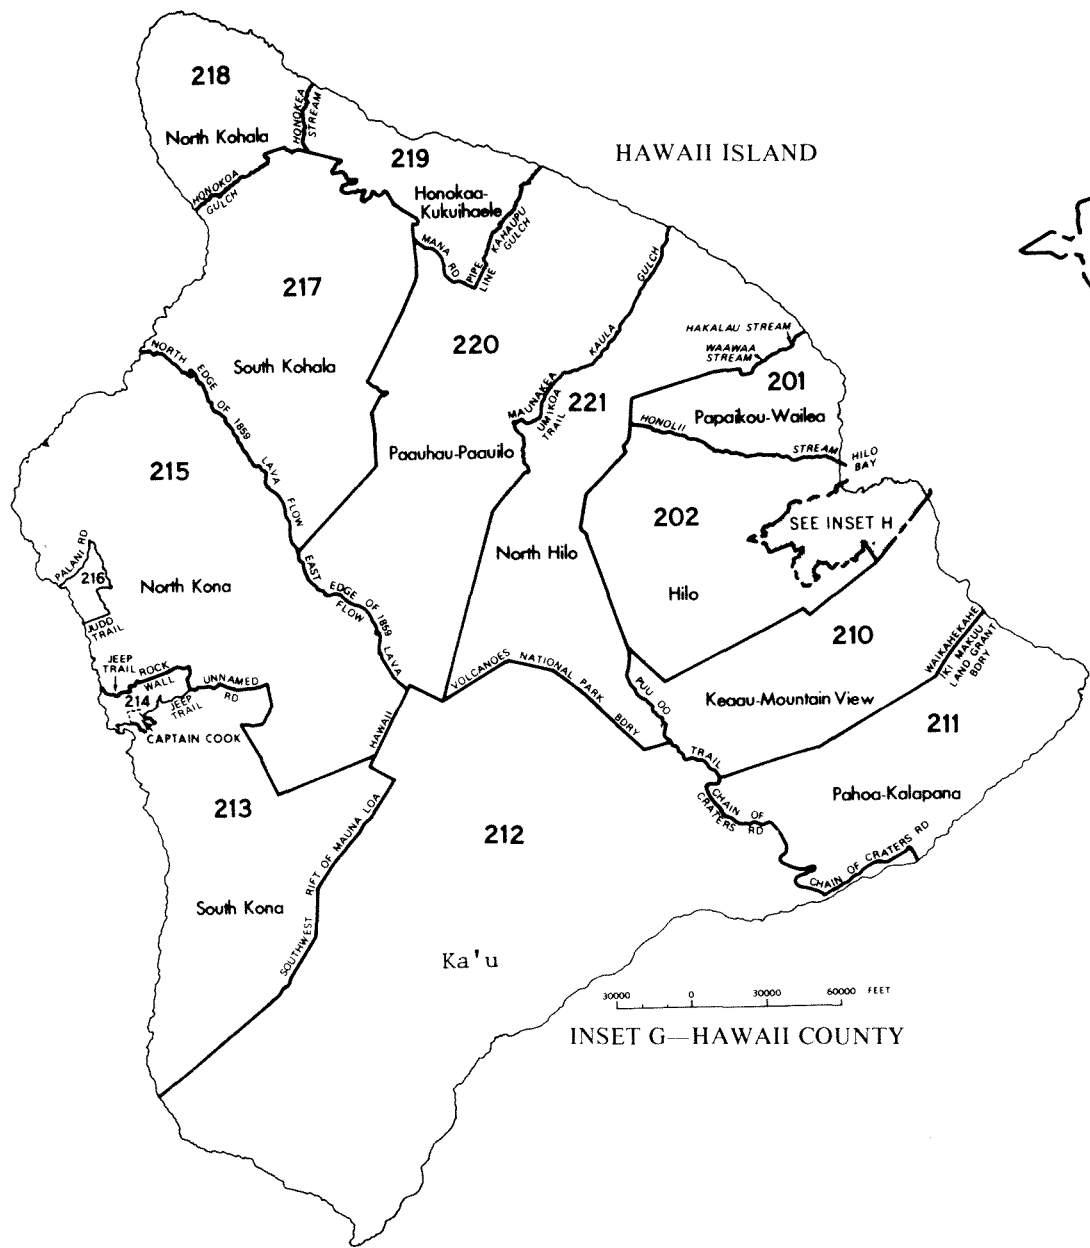 218
North Kohala
HONOKEA
STREAM
HONOKOA
GULCH
219
Honokaa-
Kukuihaele
HAWAII ISLAND
MANA RD
PIPE
LINE
KAHAUPU
GULCH
217
South Kohala
220
Paauhau-Paauilo
GULCH
KAULA
MAUNAKEA
UMIKOA
TRAIL
221
North Hilo
HAKALAU STREAM
WAAWAA
STREAM
201
Papaikou-Wailea
HONOLII
STREAM
HILO
BAY
202
Hilo
SEE INSET H
NORTH EDGE OF 1859 LAVA FLOW
215
North Kona
PALANI RD
216
JUDD
TRAIL
EAST EDGE OF 1859 LAVA
FLOW
JEEP
TRAIL
ROCK
WALL
UNNAMED
RD
214
JEEP
TRAIL
CAPTAIN COOK
HAWAII
VOLCANOES NATIONAL PARK
BDRY
PUU OO
TRAIL
210
Keaau-Mountain View
WAIKAHEKAHE
IKI MAKUU
LAND GRANT
BDRY
211
Pahoa-Kalapana
CHAIN OF
CRATERS RD
CHAIN OF CRATERS RD
213
South Kona
SOUTHWEST RIFT OF MAUNA LOA
212
Ka'u
30000 0 30000 60000 FEET
INSET G—HAWAII COUNTY